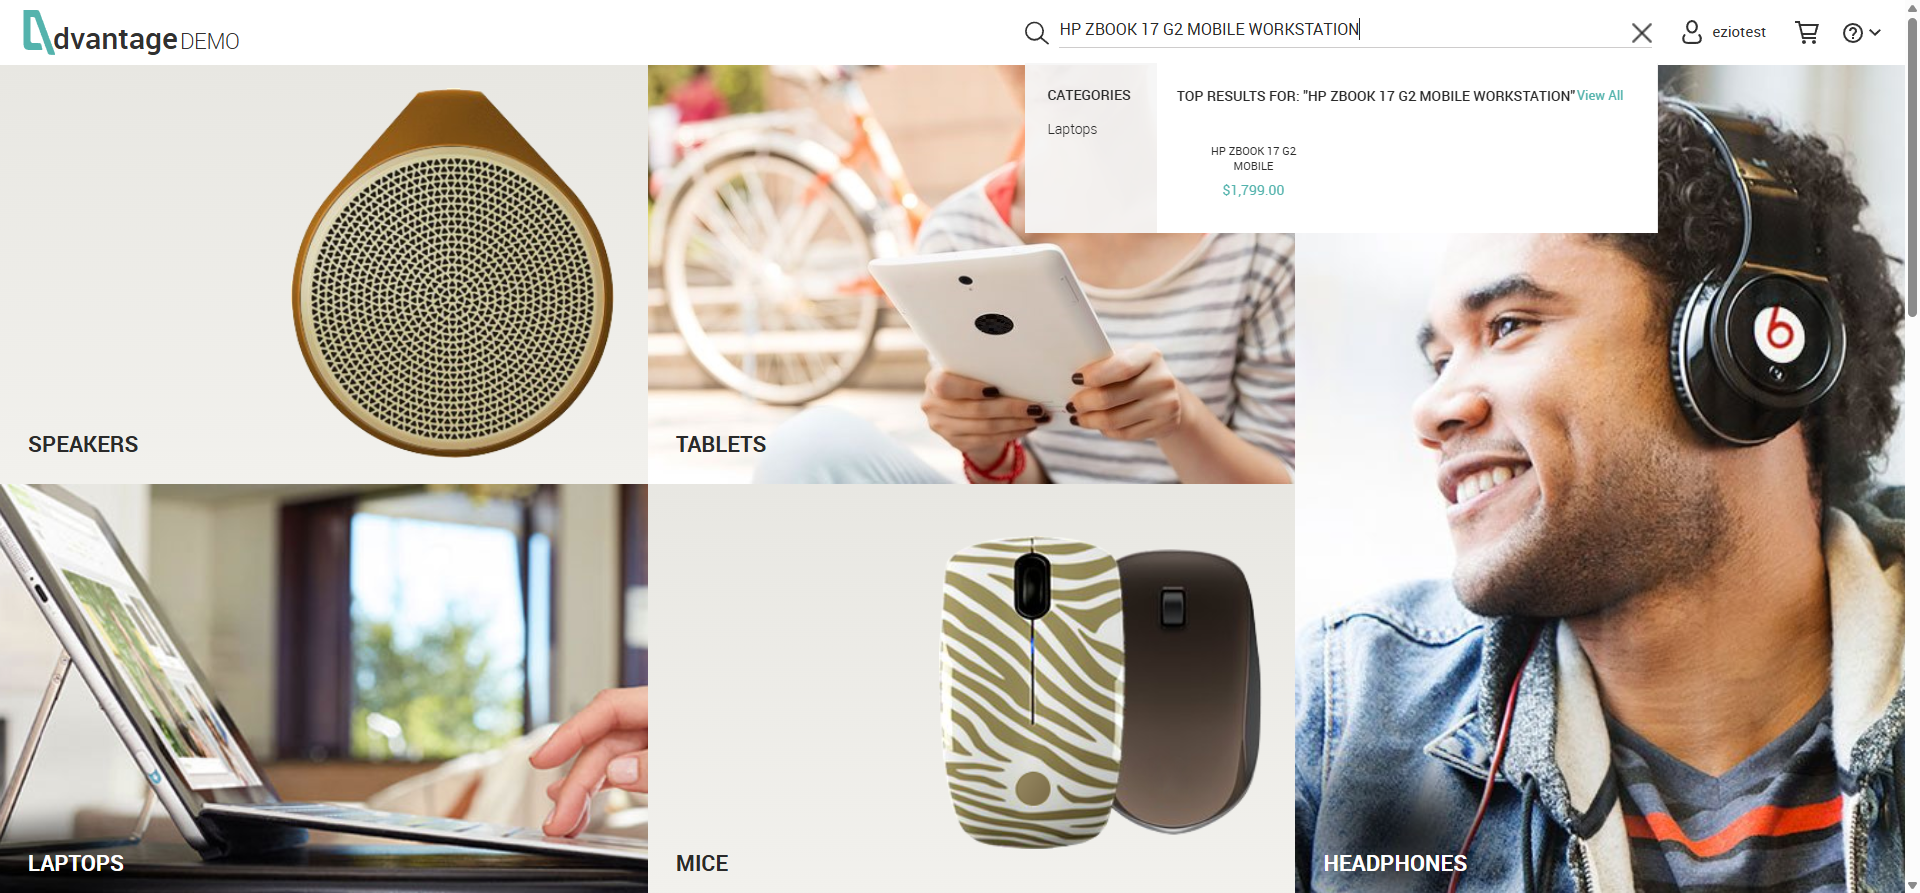 dvantage DEMO
HP ZBOOK 17 G2 MOBILE WORKSTATION
eziotest
CATEGORIES
Laptops
TOP RESULTS FOR: "HP ZBOOK 17 G2 MOBILE WORKSTATION" View All
HP ZBOOK 17 G2
MOBILE
$1,799.00
SPEAKERS
TABLETS
LAPTOPS
MICE
HEADPHONES